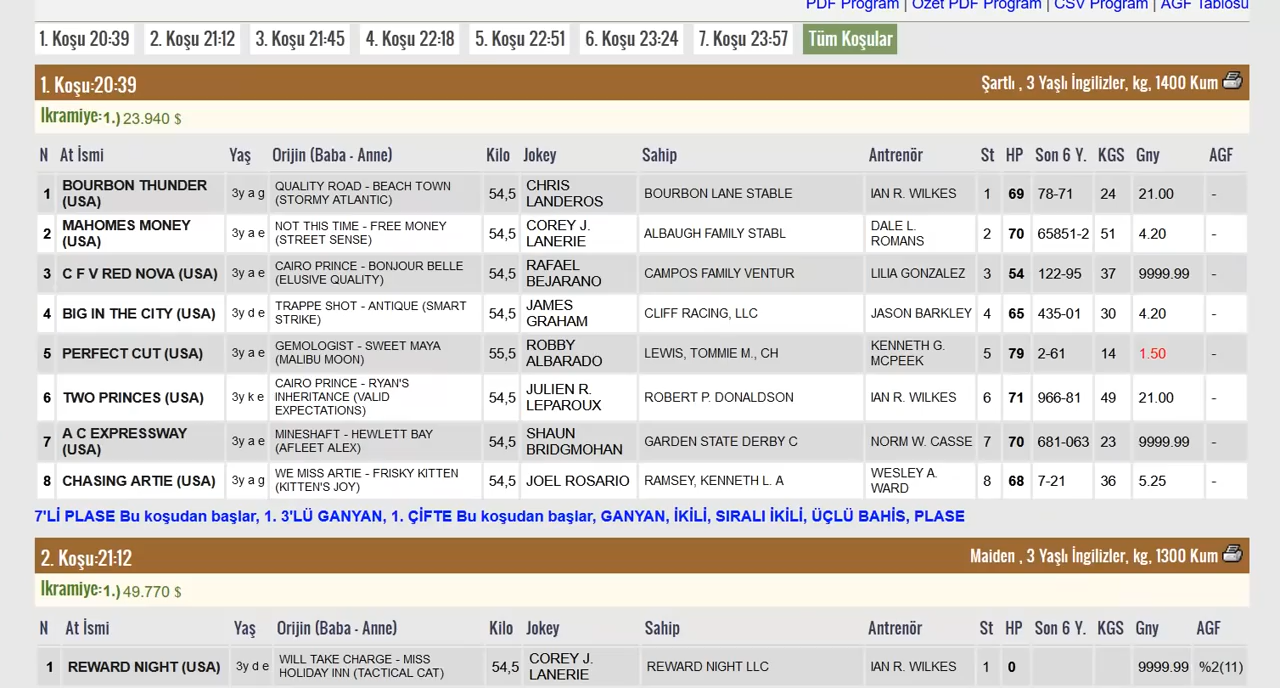 PDF Program | Özet PDF Program | CSV Program | AGF Tablosu
1. Koşu 20:39 2. Koşu 21:12 3. Koşu 21:45 4. Koşu 22:18 5. Koşu 22:51 6. Koşu 23:24 7. Koşu 23:57 Tüm Koşular
1. Koşu:20:39 Şartlı , 3 Yaşlı İngilizler, kg, 1400 Kum
Ikramiye:1.) 23.940 $
N At İsmi Yaş Orijin (Baba - Anne) Kilo Jokey Sahip Antrenör St HP Son 6 Y. KGS Gny AGF
1 BOURBON THUNDER (USA) 3y a g QUALITY ROAD - BEACH TOWN (STORMY ATLANTIC) 54,5 CHRIS LANDEROS BOURBON LANE STABLE IAN R. WILKES 1 69 78-71 24 21.00 -
2 MAHOMES MONEY (USA) 3y a e NOT THIS TIME - FREE MONEY (STREET SENSE) 54,5 COREY J. LANERIE ALBAUGH FAMILY STABL DALE L. ROMANS 2 70 65851-2 51 4.20 -
3 C F V RED NOVA (USA) 3y a e CAIRO PRINCE - BONJOUR BELLE (ELUSIVE QUALITY) 54,5 RAFAEL BEJARANO CAMPOS FAMILY VENTUR LILIA GONZALEZ 3 54 122-95 37 9999.99 -
4 BIG IN THE CITY (USA) 3y d e TRAPPE SHOT - ANTIQUE (SMART STRIKE) 54,5 JAMES GRAHAM CLIFF RACING, LLC JASON BARKLEY 4 65 435-01 30 4.20 -
5 PERFECT CUT (USA) 3y a e GEMOLOGIST - SWEET MAYA (MALIBU MOON) 55,5 ROBBY ALBARADO LEWIS, TOMMIE M., CH KENNETH G. MCPEEK 5 79 2-61 14 1.50 -
6 TWO PRINCES (USA) 3y k e CAIRO PRINCE - RYAN'S INHERITANCE (VALID EXPECTATIONS) 54,5 JULIEN R. LEPAROUX ROBERT P. DONALDSON IAN R. WILKES 6 71 966-81 49 21.00 -
7 A C EXPRESSWAY (USA) 3y a e MINESHAFT - HEWLETT BAY (AFLEET ALEX) 54,5 SHAUN BRIDGMOHAN GARDEN STATE DERBY C NORM W. CASSE 7 70 681-063 23 9999.99 -
8 CHASING ARTIE (USA) 3y a g WE MISS ARTIE - FRISKY KITTEN (KITTEN'S JOY) 54,5 JOEL ROSARIO RAMSEY, KENNETH L. A WESLEY A. WARD 8 68 7-21 36 5.25 -
7'Lİ PLASE Bu koşudan başlar, 1. 3'LÜ GANYAN, 1. ÇİFTE Bu koşudan başlar, GANYAN, İKİLİ, SIRALI İKİLİ, ÜÇLÜ BAHİS, PLASE
2. Koşu:21:12 Maiden , 3 Yaşlı İngilizler, kg, 1300 Kum
Ikramiye:1.) 49.770 $
N At İsmi Yaş Orijin (Baba - Anne) Kilo Jokey Sahip Antrenör St HP Son 6 Y. KGS Gny AGF
1 REWARD NIGHT (USA) 3y d e WILL TAKE CHARGE - MISS HOLIDAY INN (TACTICAL CAT) 54,5 COREY J. LANERIE REWARD NIGHT LLC IAN R. WILKES 1 0 9999.99 %2(11)